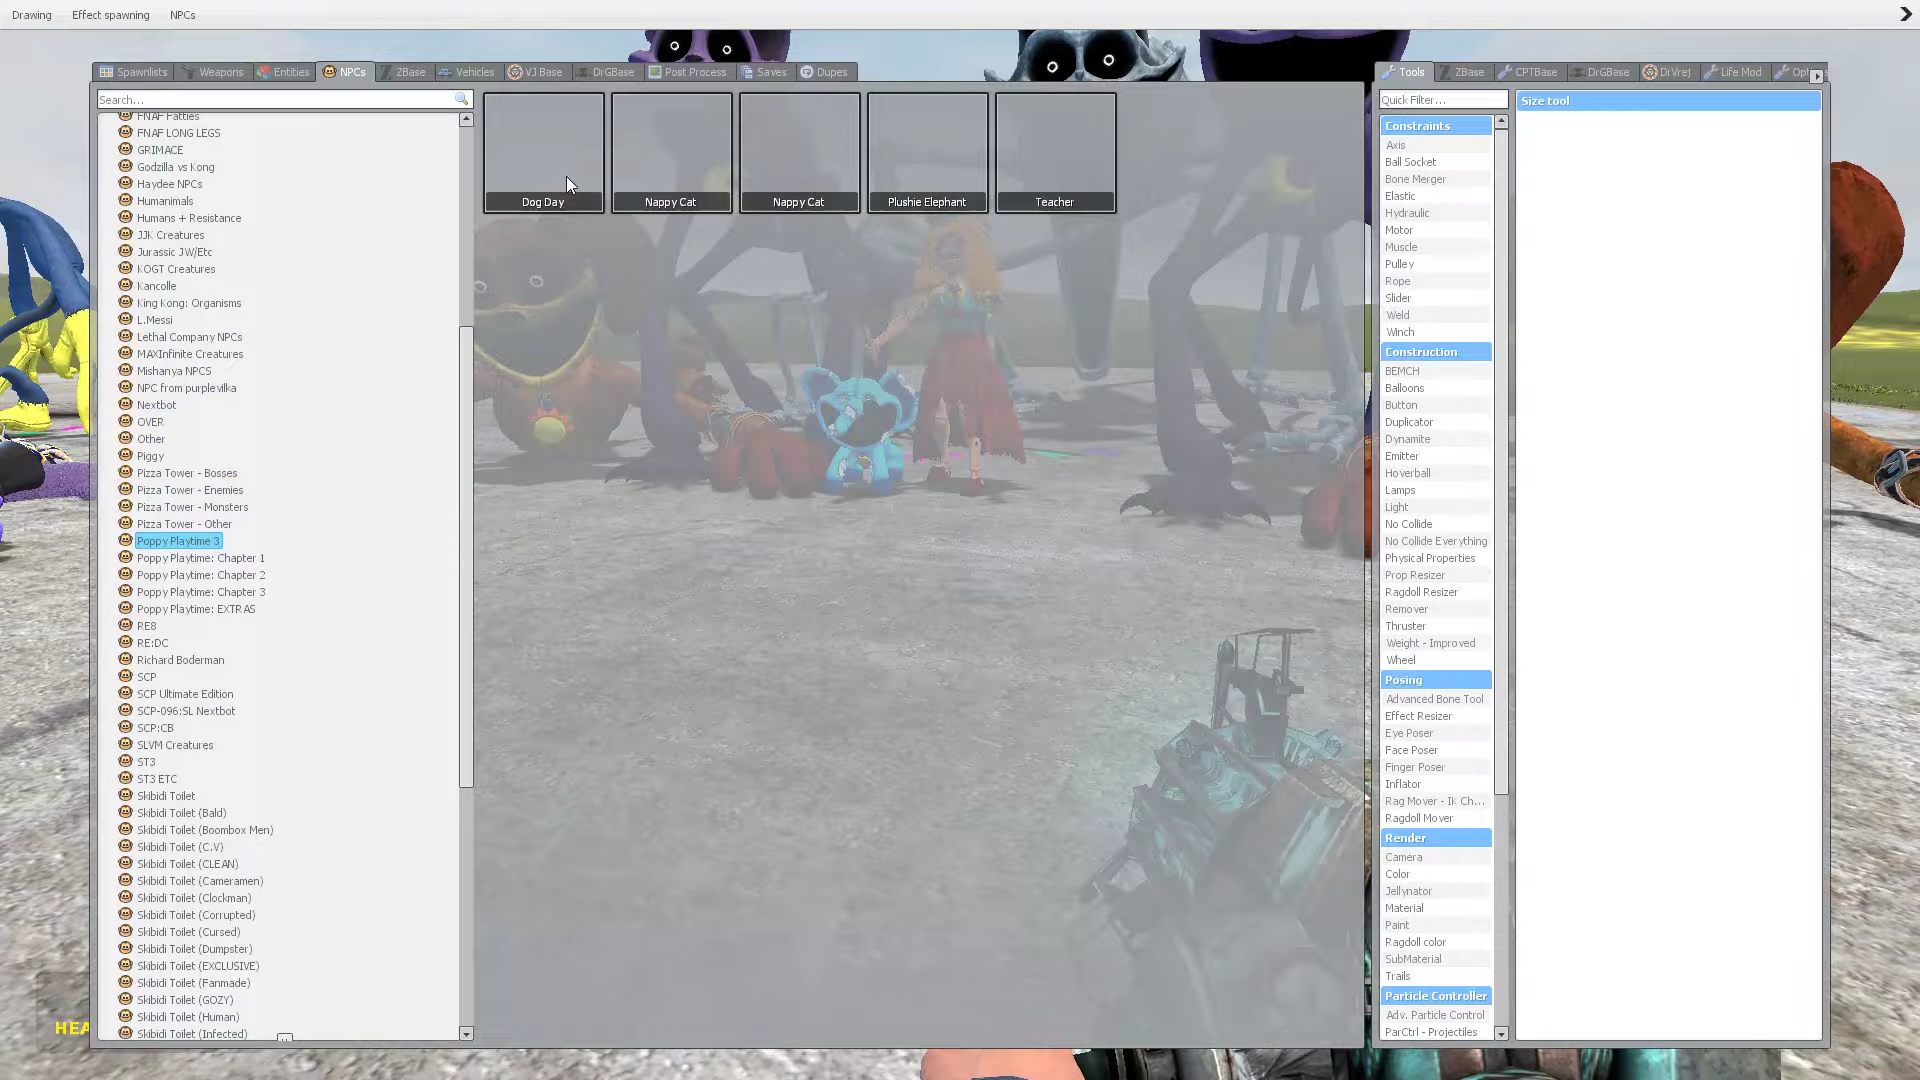 Drawing Effect spawning NPCs
Spawnlists Weapons Entities NPCs ZBase Vehicles VJ Base DrGBase Post Process Saves Dupes
Search...
FNAF Fatties
FNAF LONG LEGS
GRIMACE
Godzilla vs Kong
Haydee NPCs
Humanimals
Humans + Resistance
JJK Creatures
Jurassic JW/Etc
KOGT Creatures
Kancolle
King Kong: Organisms
L.Messi
Lethal Company NPCs
MAXInfinite Creatures
Mishanya NPCS
NPC from purplevilka
Nextbot
OVER
Other
Piggy
Pizza Tower - Bosses
Pizza Tower - Enemies
Pizza Tower - Monsters
Pizza Tower - Other
Poppy Playtime 3
Poppy Playtime: Chapter 1
Poppy Playtime: Chapter 2
Poppy Playtime: Chapter 3
Poppy Playtime: EXTRAS
RE8
RE:DC
Richard Boderman
SCP
SCP Ultimate Edition
SCP-096:SL Nextbot
SCP:CB
SLVM Creatures
ST3
ST3 ETC
Skibidi Toilet
Skibidi Toilet (Bald)
Skibidi Toilet (Boombox Men)
Skibidi Toilet (C.V)
Skibidi Toilet (CLEAN)
Skibidi Toilet (Cameramen)
Skibidi Toilet (Clockman)
Skibidi Toilet (Corrupted)
Skibidi Toilet (Cursed)
Skibidi Toilet (Dumpster)
Skibidi Toilet (EXCLUSIVE)
Skibidi Toilet (Fanmade)
Skibidi Toilet (GOZY)
Skibidi Toilet (Human)
Skibidi Toilet (Infected)
HEA
Dog Day Nappy Cat Nappy Cat Plushie Elephant Teacher
Tools ZBase CPTBase DrGBase DrVrej Life Mod Opti
Quick Filter...
Constraints
Axis
Ball Socket
Bone Merger
Elastic
Hydraulic
Motor
Muscle
Pulley
Rope
Slider
Weld
Winch
Construction
BEMCH
Balloons
Button
Duplicator
Dynamite
Emitter
Hoverball
Lamps
Light
No Collide
No Collide Everything
Physical Properties
Prop Resizer
Ragdoll Resizer
Remover
Thruster
Weight - Improved
Wheel
Posing
Advanced Bone Tool
Effect Resizer
Eye Poser
Face Poser
Finger Poser
Inflator
Rag Mover - IK Ch...
Ragdoll Mover
Render
Camera
Color
Jellynator
Material
Paint
Ragdoll color
SubMaterial
Trails
Particle Controller
Adv. Particle Control
ParCtrl - Projectiles
Size tool